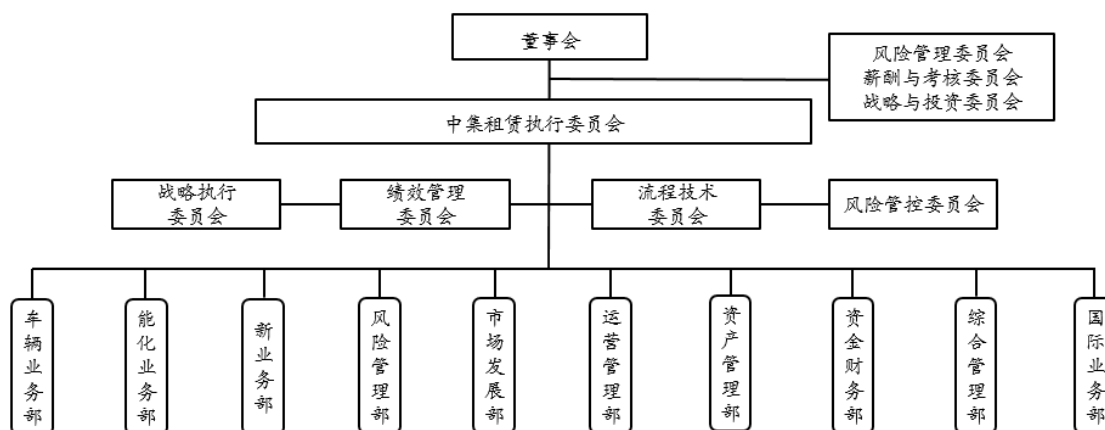 董事会
风险管理委员会
薪酬与考核委员会
战略与投资委员会
中集租赁执行委员会
战略执行
委员会
绩效管理
委员会
流程技术
委员会
风险管控委员会
车辆业务部
能化业务部
新业务部
风险管理部
市场发展部
运营管理部
资产管理部
资金财务部
综合管理部
国际业务部